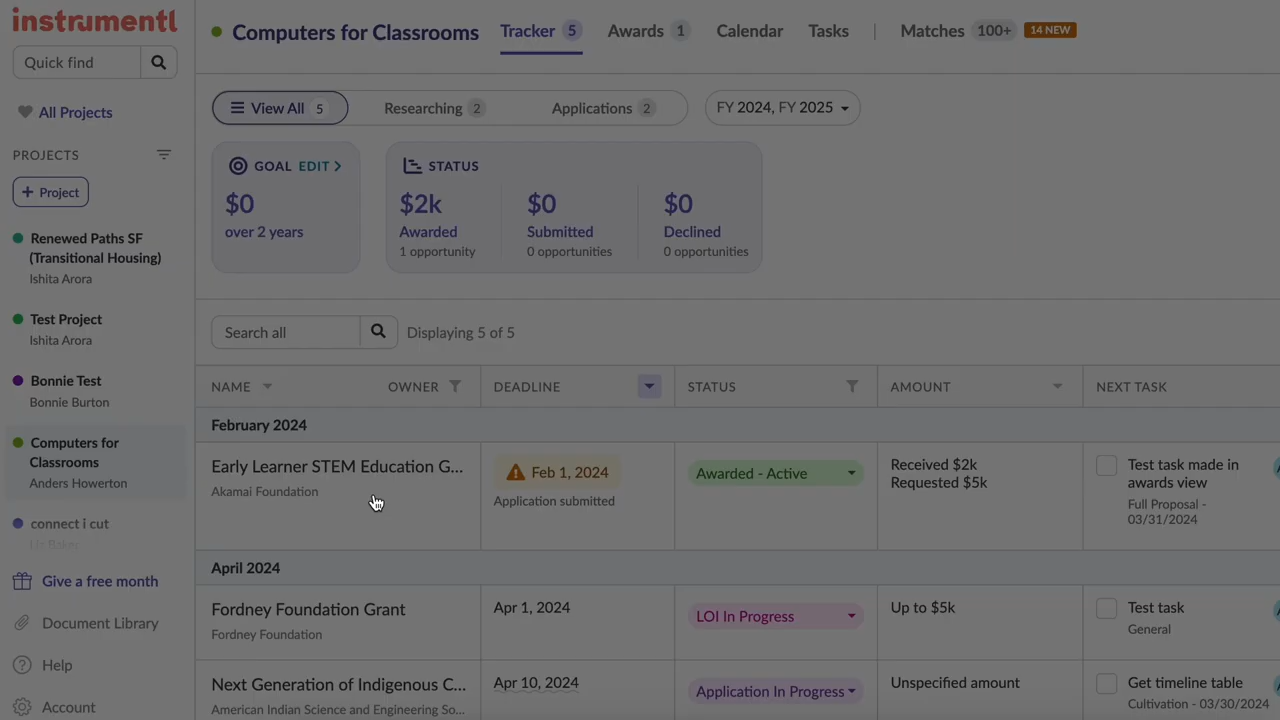 instrumentl
Quick find
All Projects
PROJECTS
+ Project
Renewed Paths SF
(Transitional Housing)
Ishita Arora
Test Project
Ishita Arora
Bonnie Test
Bonnie Burton
Computers for
Classrooms
Anders Howerton
connect i cut
Give a free month
Document Library
Help
Account
Computers for Classrooms
Tracker 5
Awards 1
Calendar
Tasks
Matches 100+ 14 NEW
View All 5
Researching 2
Applications 2
FY 2024, FY 2025
GOAL EDIT >
$0
over 2 years
STATUS
$2k
Awarded
1 opportunity
$0
Submitted
0 opportunities
$0
Declined
0 opportunities
Search all
Displaying 5 of 5
NAME OWNER DEADLINE STATUS AMOUNT NEXT TASK
February 2024
Early Learner STEM Education G...
Akamai Foundation
Feb 1, 2024
Application submitted
Awarded - Active
Received $2k
Requested $5k
Test task made in
awards view
Full Proposal -
03/31/2024
April 2024
Fordney Foundation Grant
Fordney Foundation
Apr 1, 2024
LOI In Progress
Up to $5k
Test task
General
Next Generation of Indigenous C...
American Indian Science and Engineering So...
Apr 10, 2024
Application In Progress
Unspecified amount
Get timeline table
Cultivation - 03/30/2024